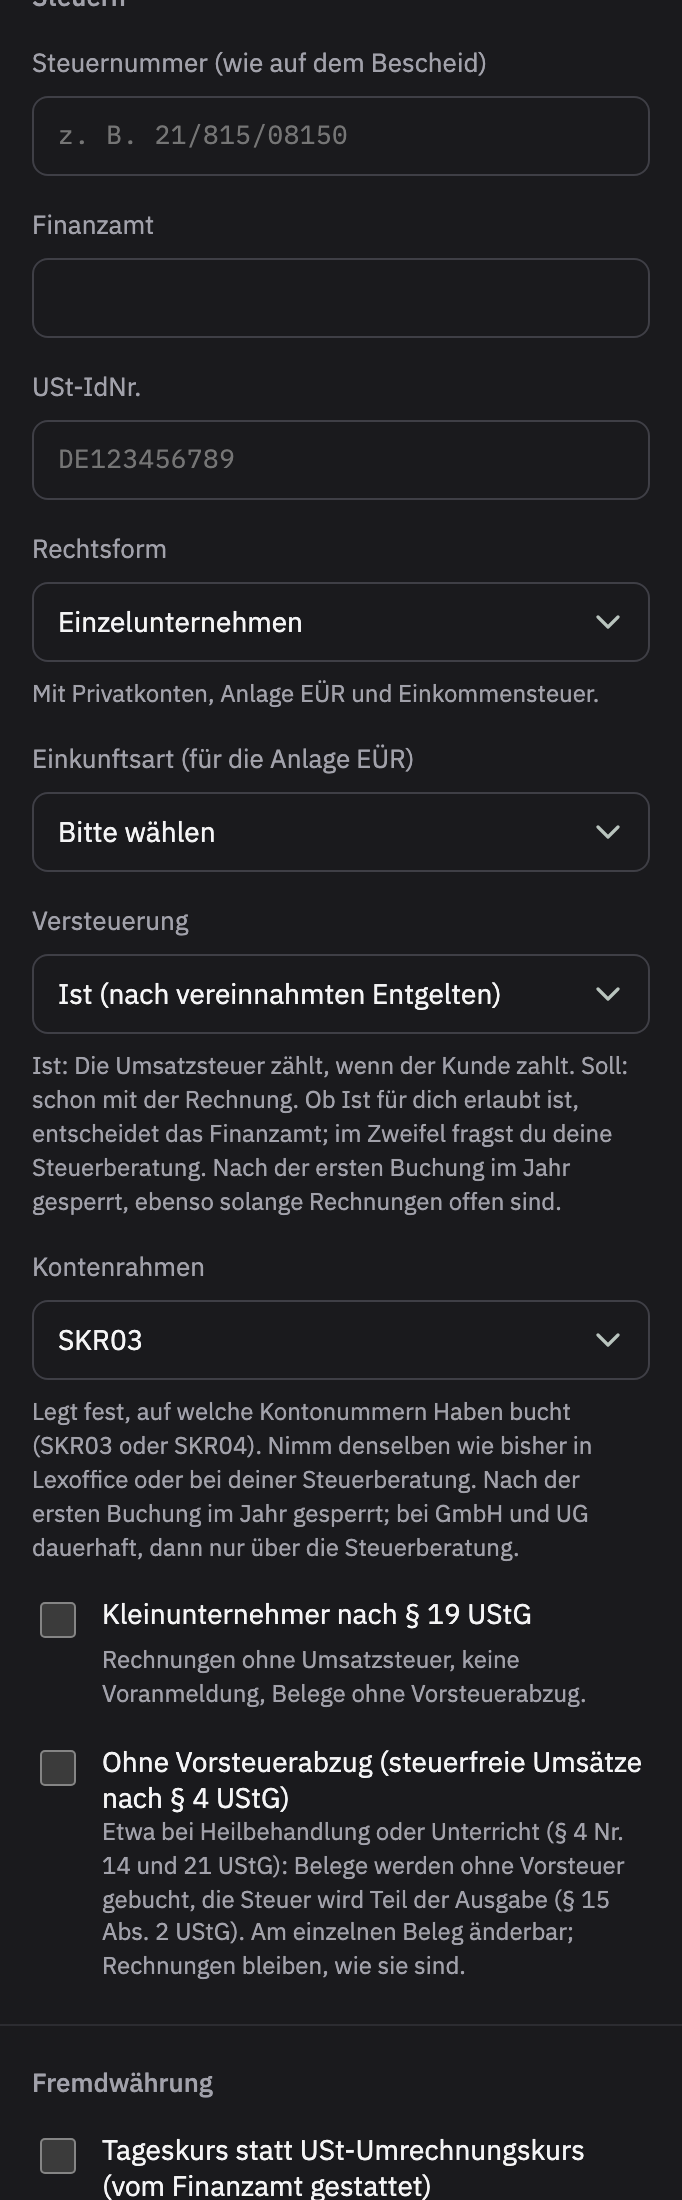 Steuern
Steuernummer (wie auf dem Bescheid)
z. B. 21/815/08150
Finanzamt
USt-IdNr.
DE123456789
Rechtsform
Einzelunternehmen
Mit Privatkonten, Anlage EÜR und Einkommensteuer.
Einkunftsart (für die Anlage EÜR)
Bitte wählen
Versteuerung
Ist (nach vereinnahmten Entgelten)
Ist: Die Umsatzsteuer zählt, wenn der Kunde zahlt. Soll:
schon mit der Rechnung. Ob Ist für dich erlaubt ist,
entscheidet das Finanzamt; im Zweifel fragst du deine
Steuerberatung. Nach der ersten Buchung im Jahr
gesperrt, ebenso solange Rechnungen offen sind.
Kontenrahmen
SKR03
Legt fest, auf welche Kontonummern Haben bucht
(SKR03 oder SKR04). Nimm denselben wie bisher in
Lexoffice oder bei deiner Steuerberatung. Nach der
ersten Buchung im Jahr gesperrt; bei GmbH und UG
dauerhaft, dann nur über die Steuerberatung.
Kleinunternehmer nach § 19 UStG
Rechnungen ohne Umsatzsteuer, keine
Voranmeldung, Belege ohne Vorsteuerabzug.
Ohne Vorsteuerabzug (steuerfreie Umsätze
nach § 4 UStG)
Etwa bei Heilbehandlung oder Unterricht (§ 4 Nr.
14 und 21 UStG): Belege werden ohne Vorsteuer
gebucht, die Steuer wird Teil der Ausgabe (§ 15
Abs. 2 UStG). Am einzelnen Beleg änderbar;
Rechnungen bleiben, wie sie sind.
Fremdwährung
Tageskurs statt USt-Umrechnungskurs
(vom Finanzamt gestattet)